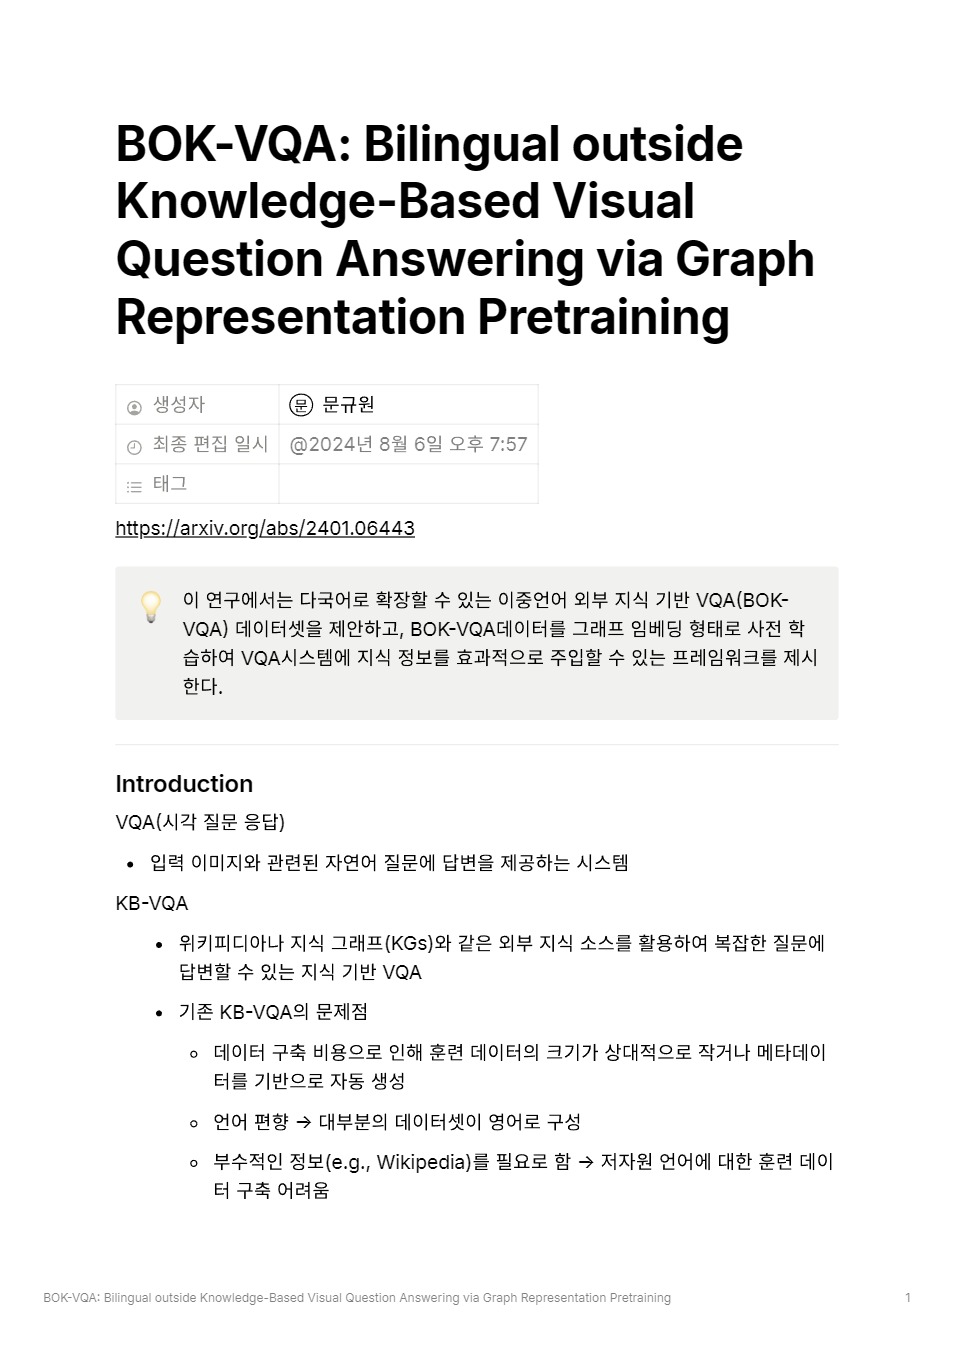 BOK-VQA: Bilingual outside
Knowledge-Based Visual
Question Answering via Graph
Representation Pretraining
생성자 문 문규원
최종 편집 일시 @2024년 8월 6일 오후 7:57
태그
https://arxiv.org/abs/2401.06443
이 연구에서는 다국어로 확장할 수 있는 이중언어 외부 지식 기반 VQA(BOK-
VQA) 데이터셋을 제안하고, BOK-VQA데이터를 그래프 임베딩 형태로 사전 학
습하여 VQA시스템에 지식 정보를 효과적으로 주입할 수 있는 프레임워크를 제시
한다.
Introduction
VQA(시각 질문 응답)
• 입력 이미지와 관련된 자연어 질문에 답변을 제공하는 시스템
KB-VQA
• 위키피디아나 지식 그래프(KGs)와 같은 외부 지식 소스를 활용하여 복잡한 질문에
답변할 수 있는 지식 기반 VQA
• 기존 KB-VQA의 문제점
◦ 데이터 구축 비용으로 인해 훈련 데이터의 크기가 상대적으로 작거나 메타데이
터를 기반으로 자동 생성
◦ 언어 편향 → 대부분의 데이터셋이 영어로 구성
◦ 부수적인 정보(e.g., Wikipedia)를 필요로 함 → 저자원 언어에 대한 훈련 데이
터 구축 어려움
BOK-VQA: Bilingual outside Knowledge-Based Visual Question Answering via Graph Representation Pretraining 1